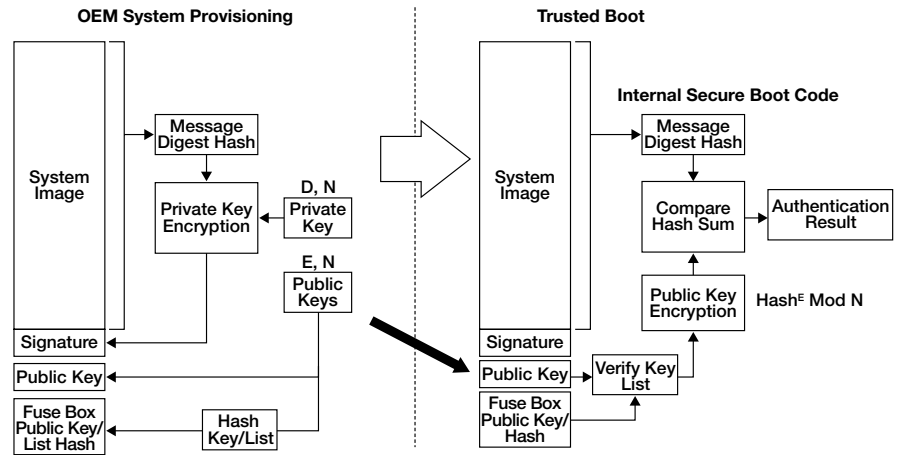 OEM System Provisioning
System
Image
Message
Digest Hash
Private Key
Encryption
D, N
Private
Key
E, N
Public
Keys
Signature
Public Key
Fuse Box
Public Key/
List Hash
Hash
Key/List
Trusted Boot
Internal Secure Boot Code
System
Image
Message
Digest Hash
Compare
Hash Sum
Authentication
Result
Public Key
Encryption
Hashᴱ Mod N
Signature
Public Key
Verify Key
List
Fuse Box
Public Key/
Hash